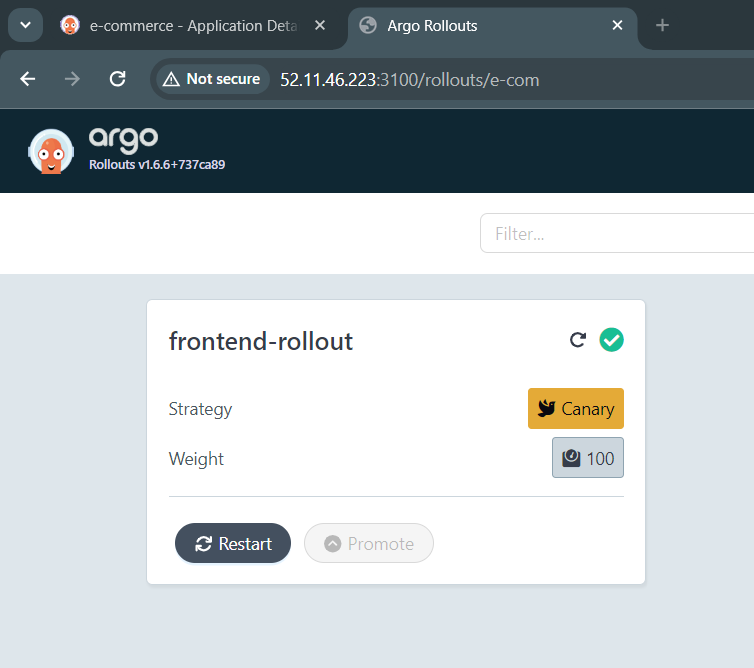 e-commerce - Application Deta
Argo Rollouts
Not secure 52.11.46.223:3100/rollouts/e-com
argo
Rollouts v1.6.6+737ca89
Filter...
frontend-rollout
Strategy Canary
Weight 100
Restart Promote